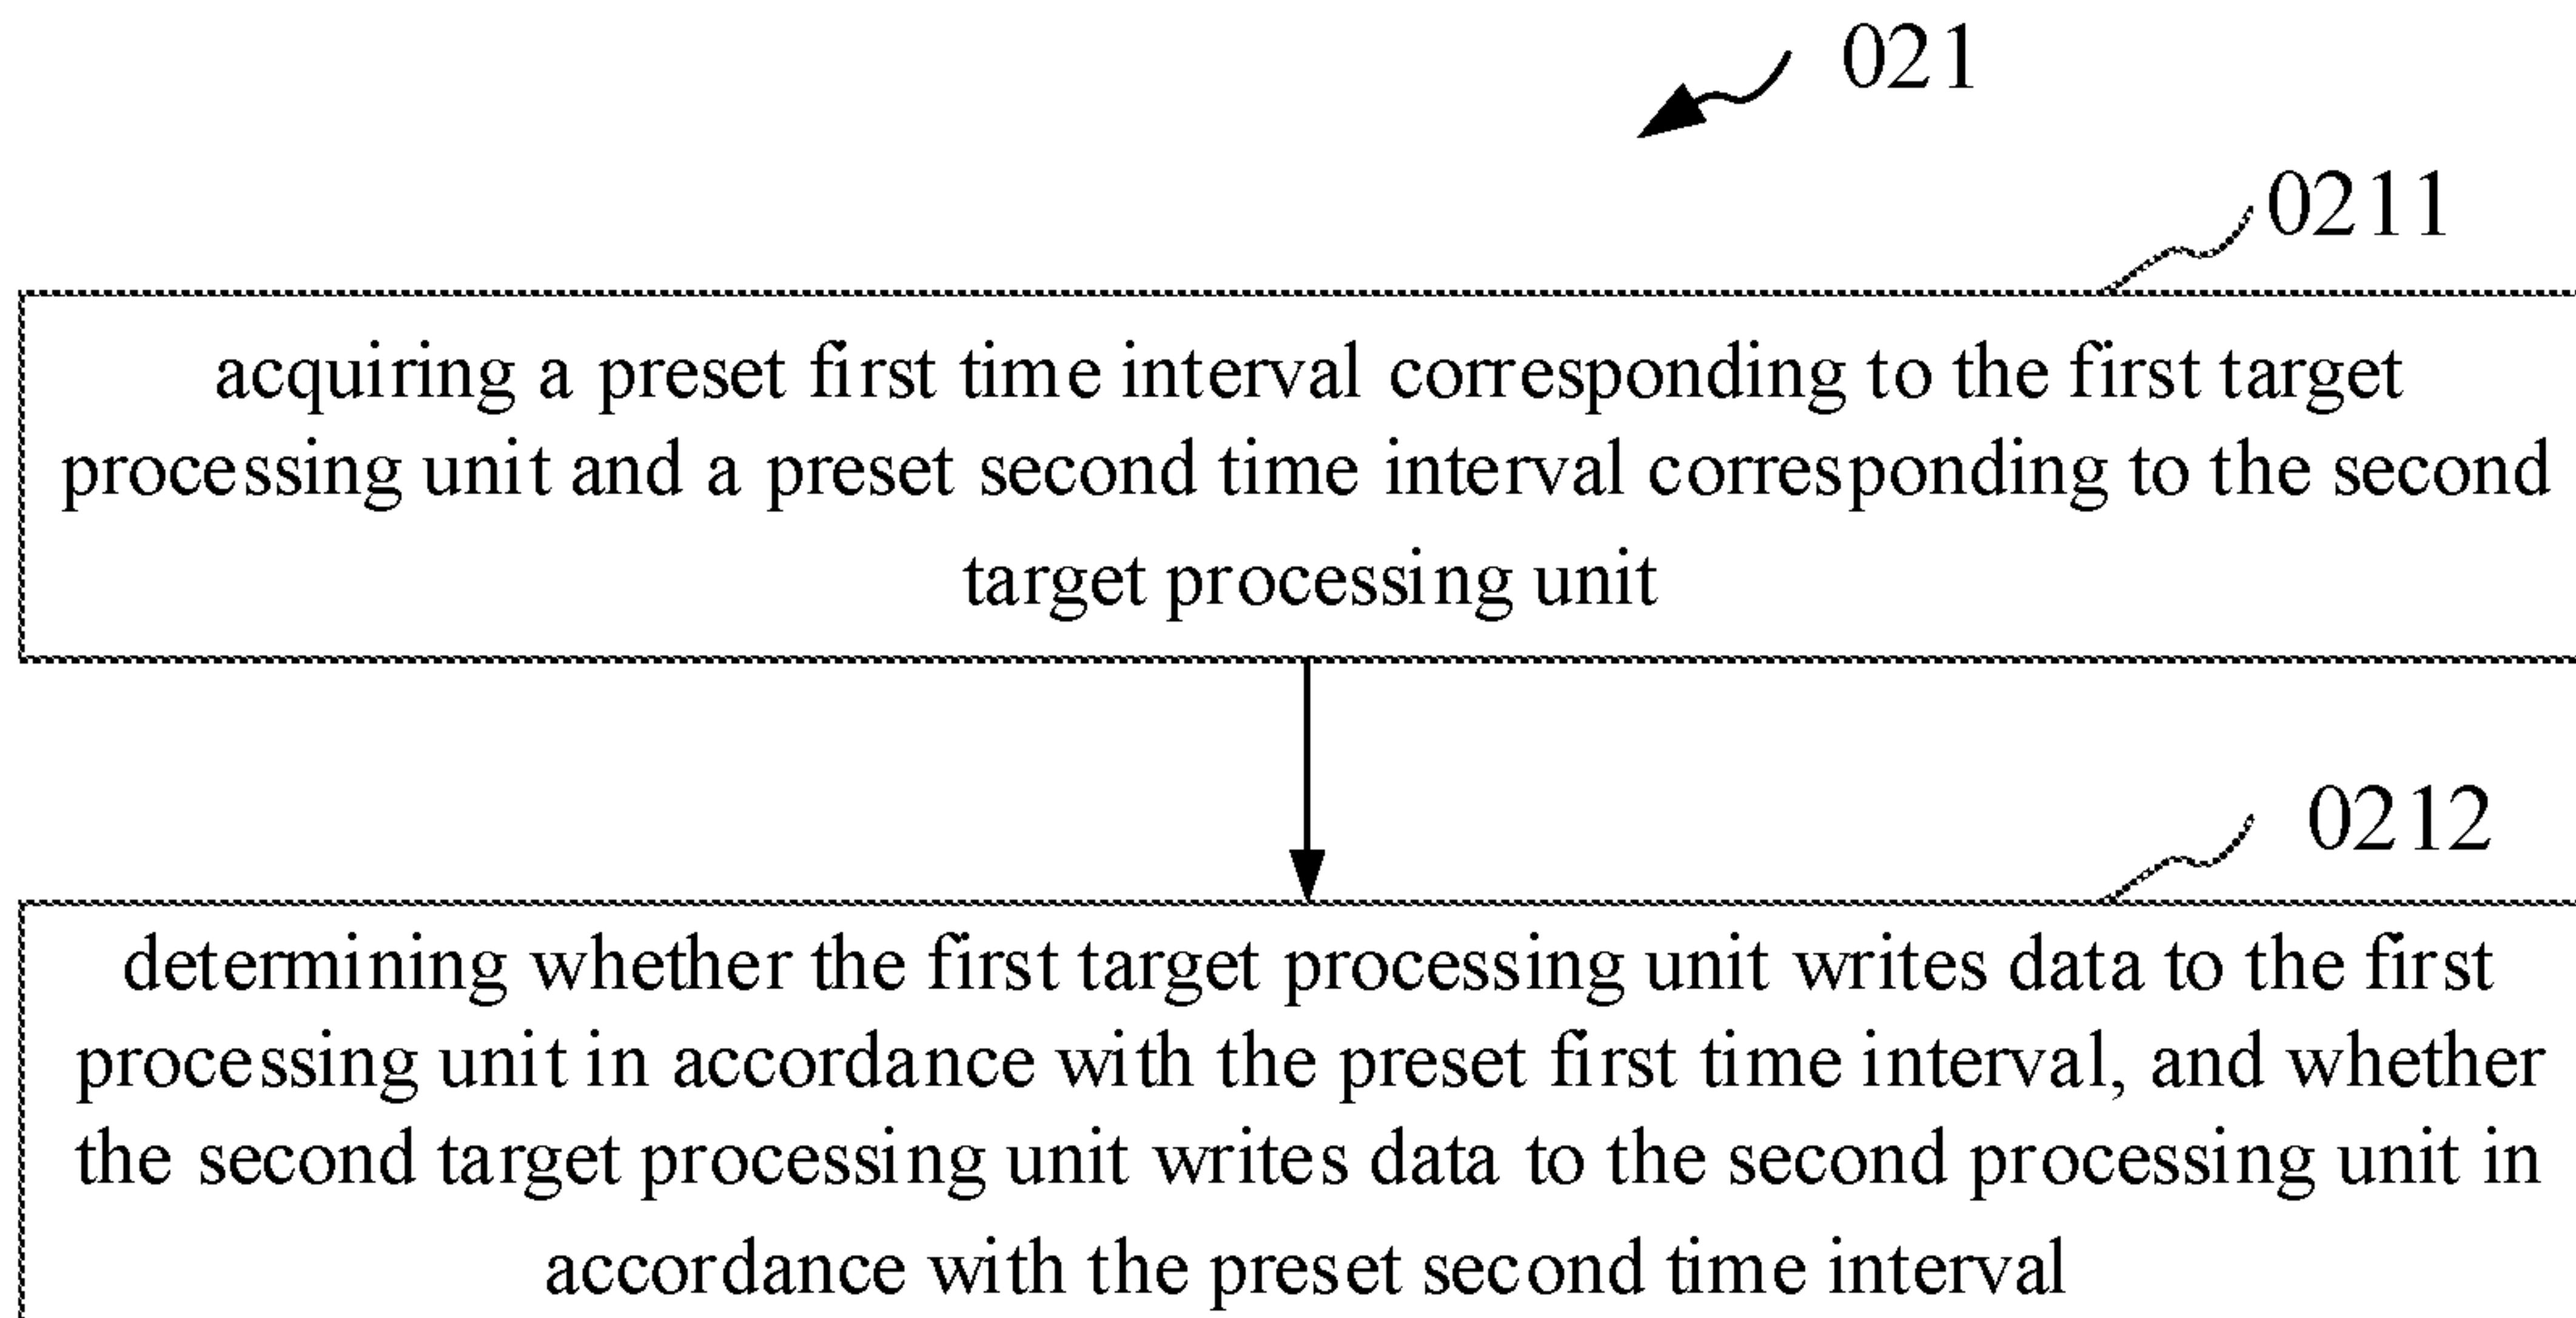 021
0211
acquiring a preset first time interval corresponding to the first target
processing unit and a preset second time interval corresponding to the second
target processing unit
0212
determining whether the first target processing unit writes data to the first
processing unit in accordance with the preset first time interval, and whether
the second target processing unit writes data to the second processing unit in
accordance with the preset second time interval